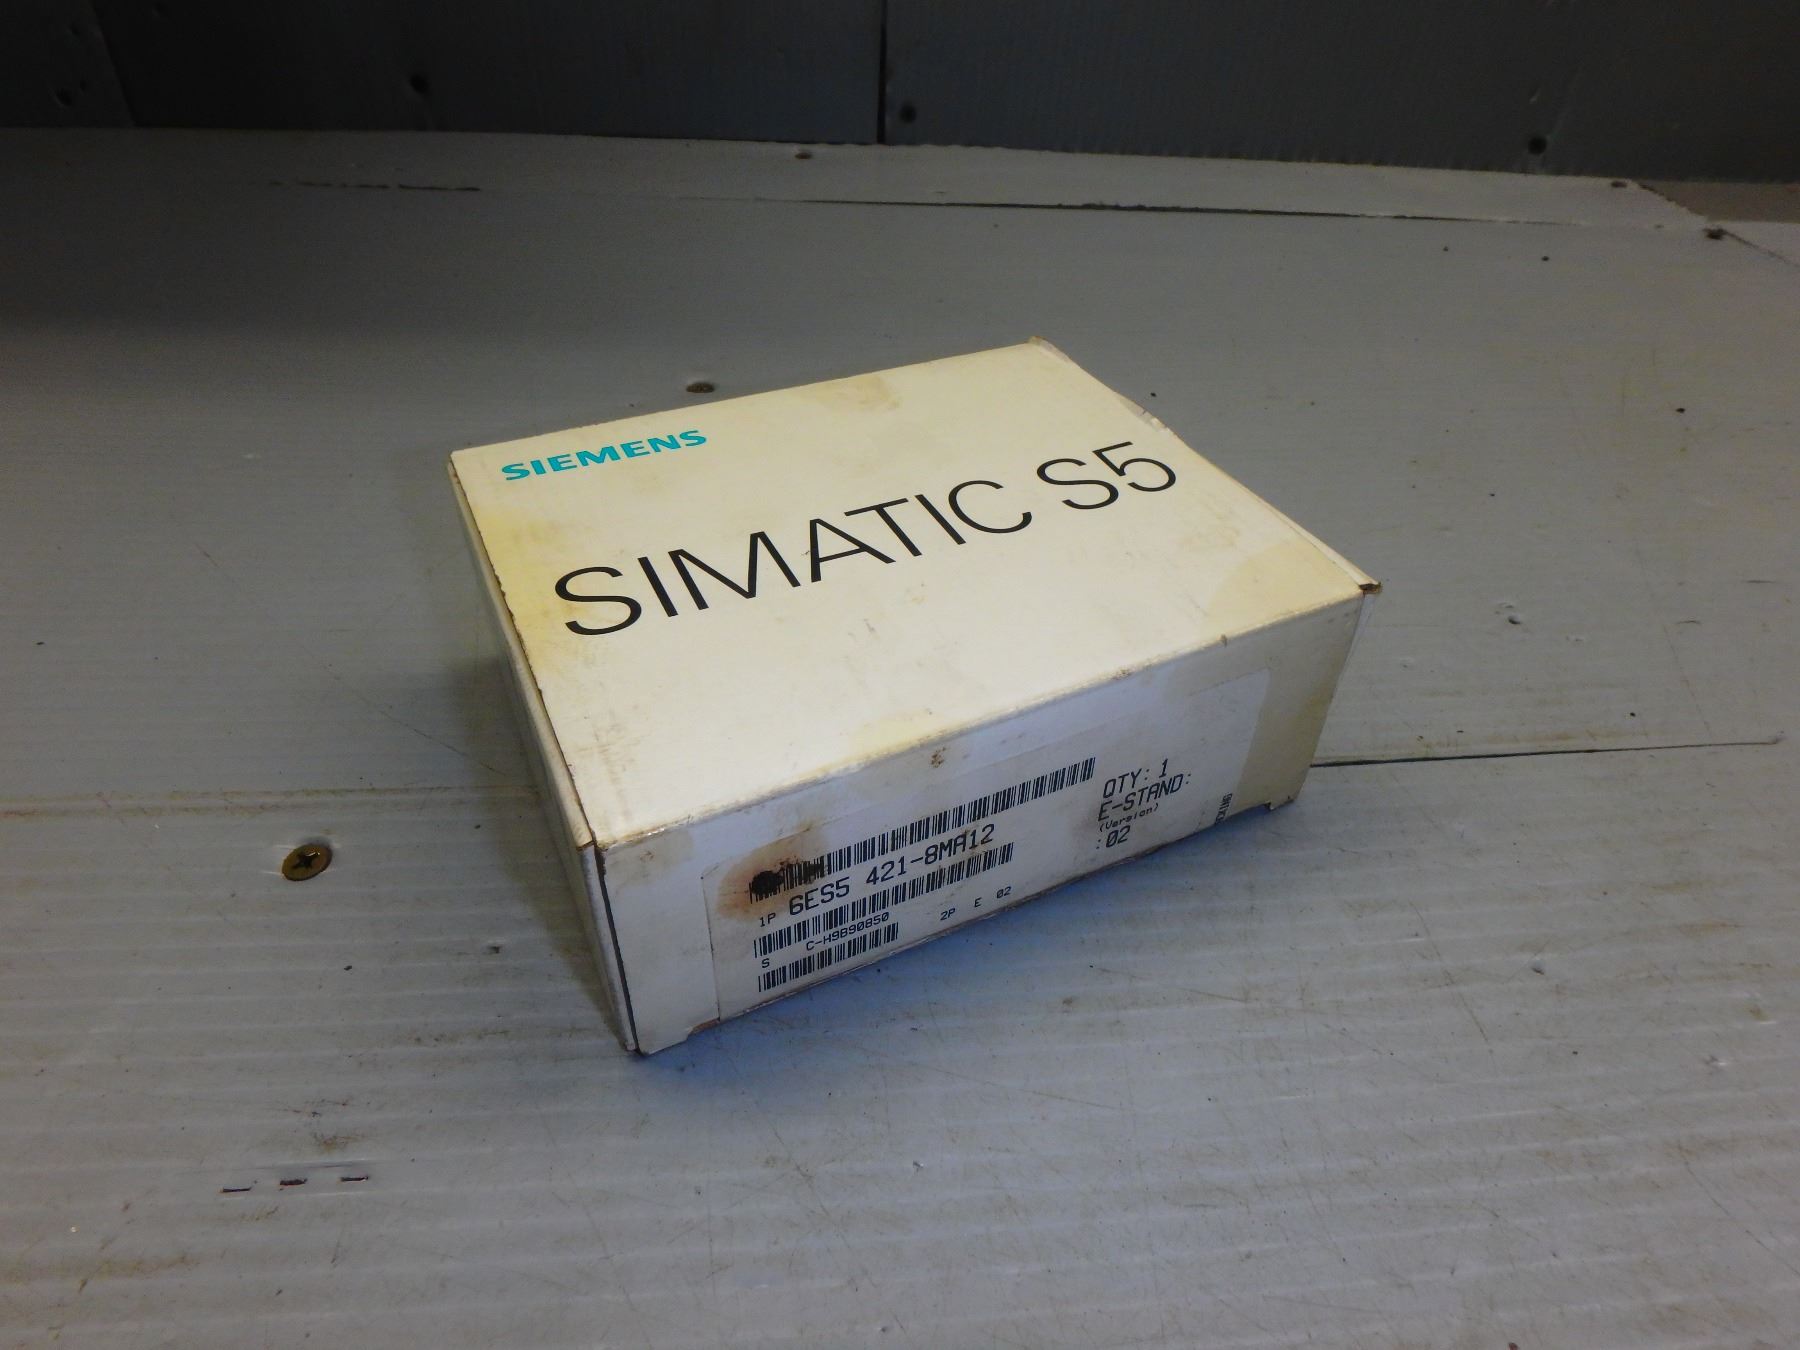 SIEMENS
SIMATIC S5
1P 6ES5 421-8MA12
S C-H9B90850 2P E 02
QTY: 1
E-STAND:
(Version)
:02